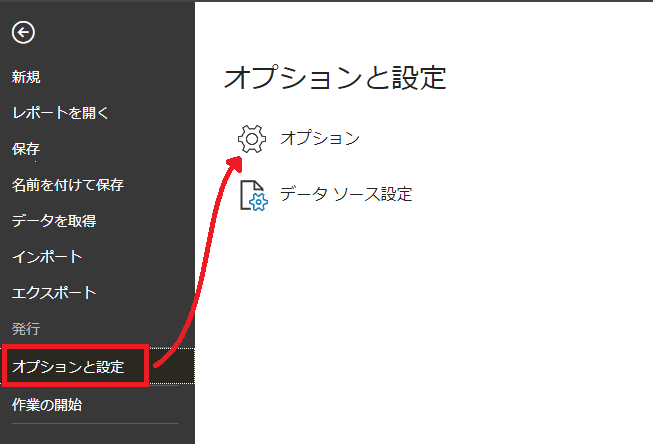 新規
レポートを開く
保存
名前を付けて保存
データを取得
インポート
エクスポート
発行
オプションと設定
作業の開始
オプションと設定
オプション
データ ソース設定